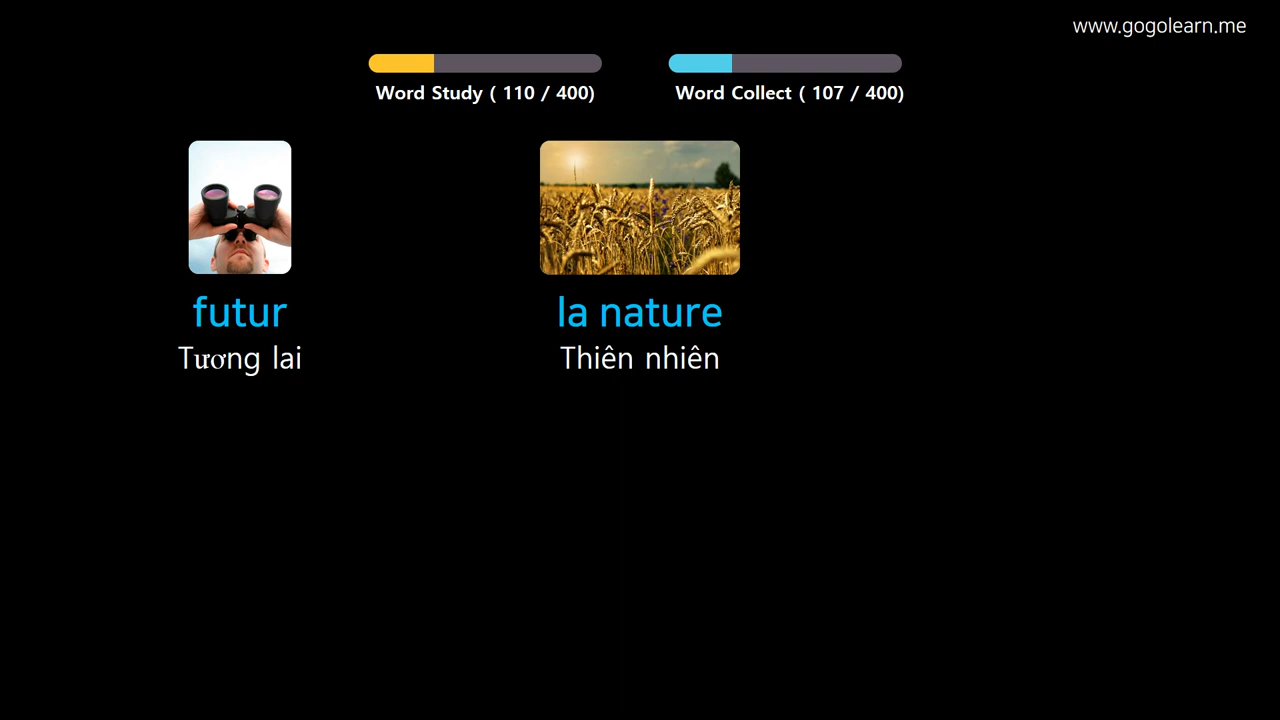 www.gogolearn.me
Word Study ( 110 / 400)
Word Collect ( 107 / 400)
futur
Tương lai
la nature
Thiên nhiên